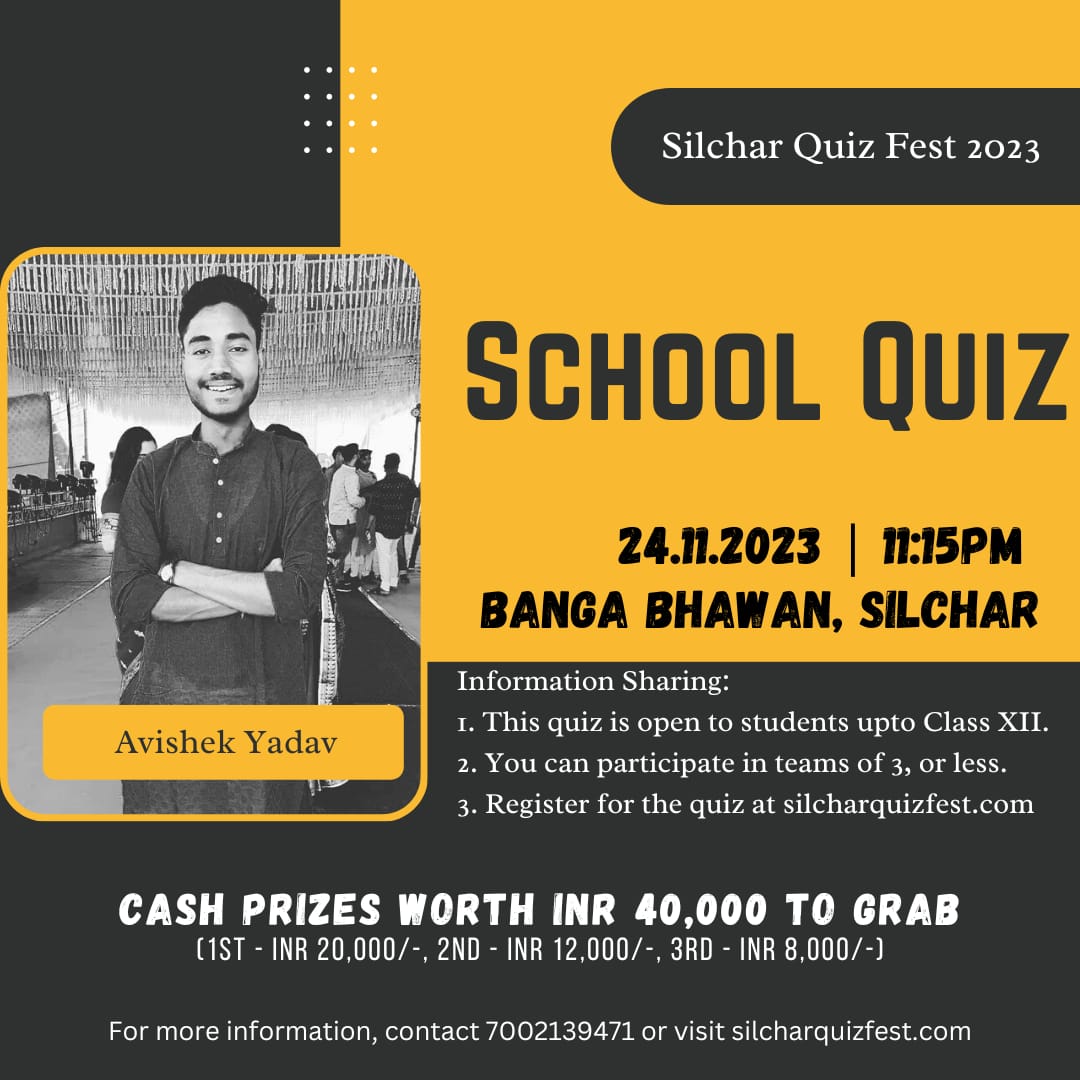 Silchar Quiz Fest 2023
School Quiz
24.11.2023 | 11:15PM
BANGA BHAWAN, SILCHAR
Avishek Yadav
Information Sharing:
1. This quiz is open to students upto Class XII.
2. You can participate in teams of 3, or less.
3. Register for the quiz at silcharquizfest.com
CASH PRIZES WORTH INR 40,000 TO GRAB
(1ST - INR 20,000/-, 2ND - INR 12,000/-, 3RD - INR 8,000/-)
For more information, contact 7002139471 or visit silcharquizfest.com